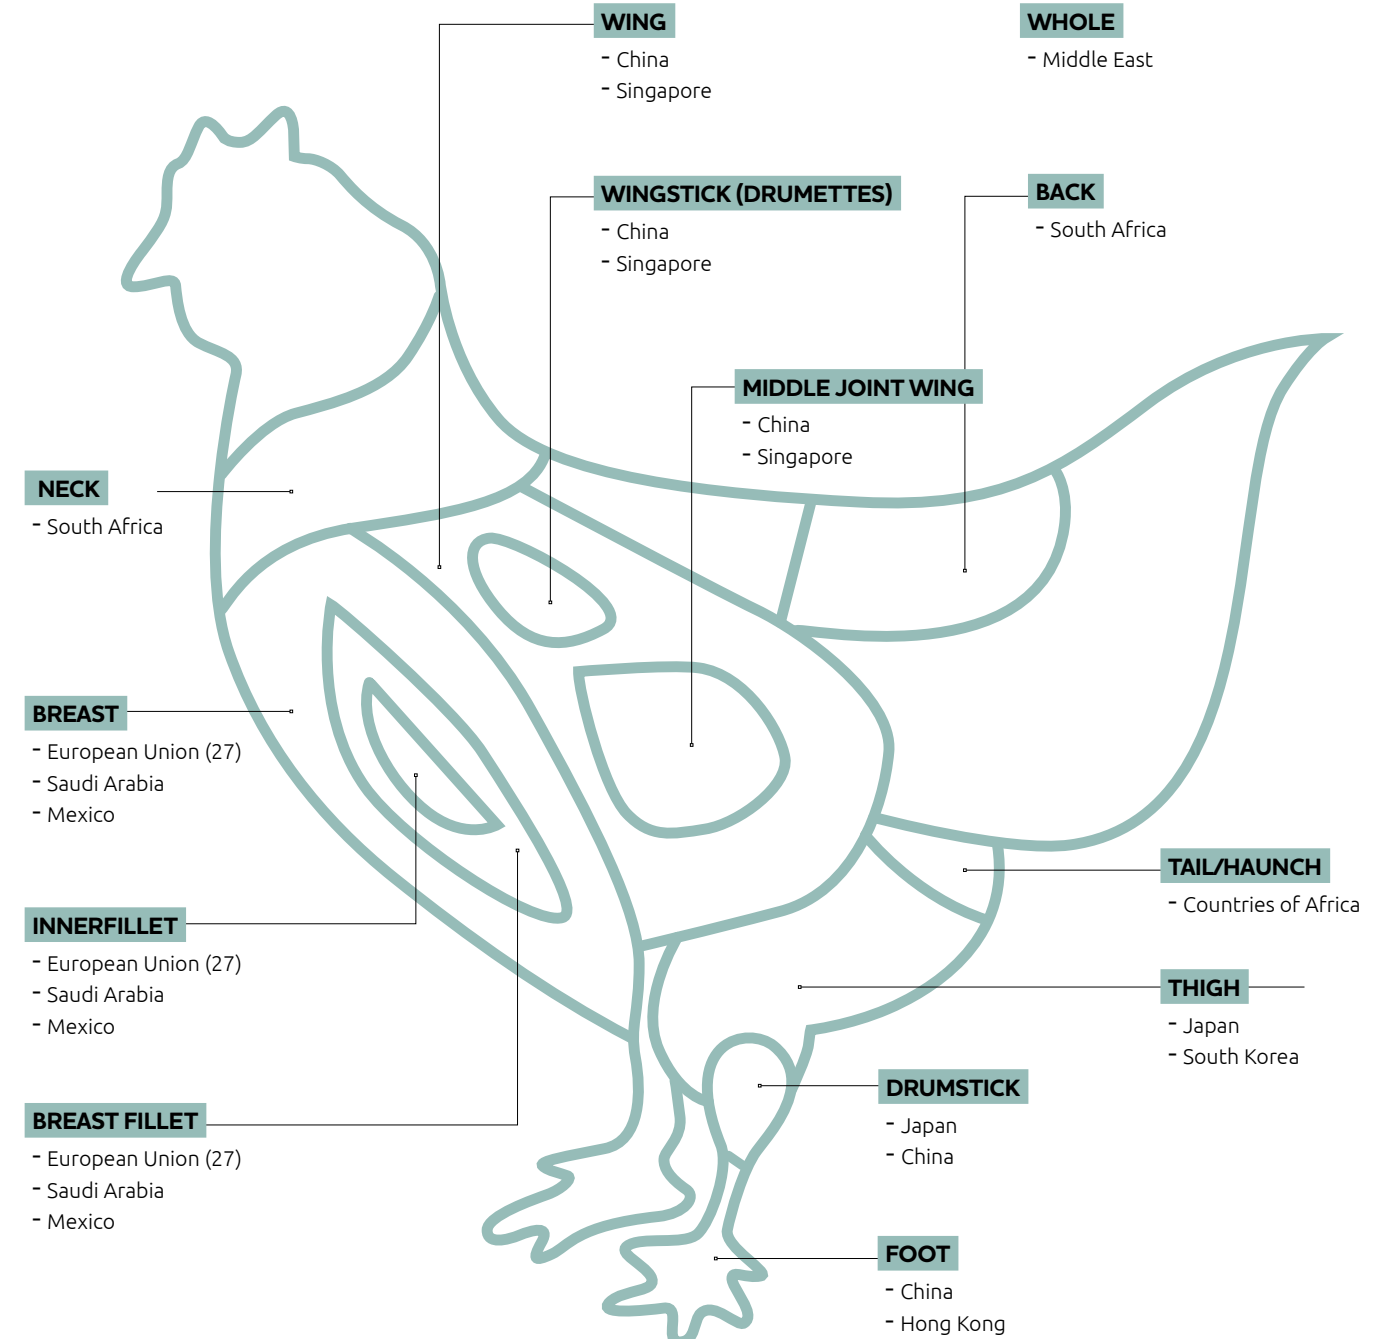 WING
- China
- Singapore
WHOLE
- Middle East
WINGSTICK (DRUMETTES)
- China
- Singapore
BACK
- South Africa
MIDDLE JOINT WING
- China
- Singapore
NECK
- South Africa
BREAST
- European Union (27)
- Saudi Arabia
- Mexico
TAIL/HAUNCH
- Countries of Africa
INNERFILLET
- European Union (27)
- Saudi Arabia
- Mexico
THIGH
- Japan
- South Korea
DRUMSTICK
- Japan
- China
BREAST FILLET
- European Union (27)
- Saudi Arabia
- Mexico
FOOT
- China
- Hong Kong